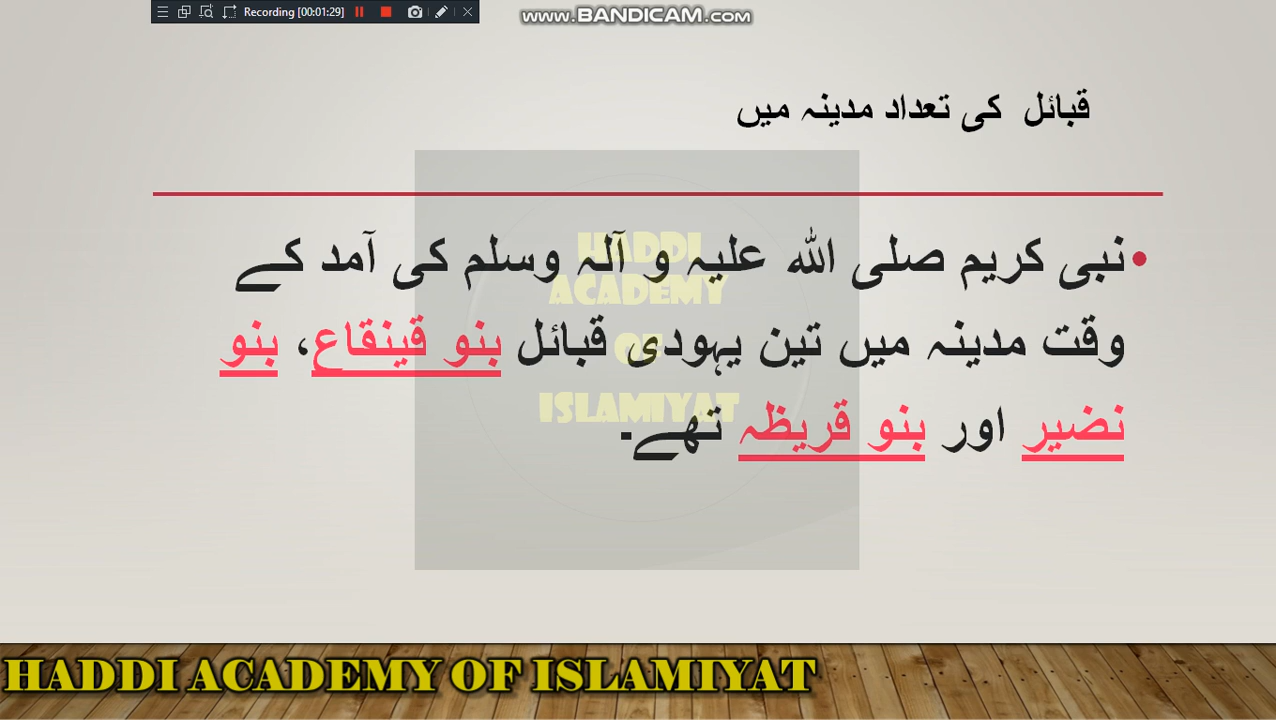 Recording [00:01:29]
www.BANDICAM.com
قبائل کی تعداد مدینہ میں
• نبی کریم صلی اللہ علیہ و آلہ وسلم کی آمد کے
وقت مدینہ میں تین یہودی قبائل بنو قینقاع، بنو
نضیر اور بنو قریظہ تھے۔
HADDI
ACADEMY
OF
ISLAMIYAT
HADDI ACADEMY OF ISLAMIYAT